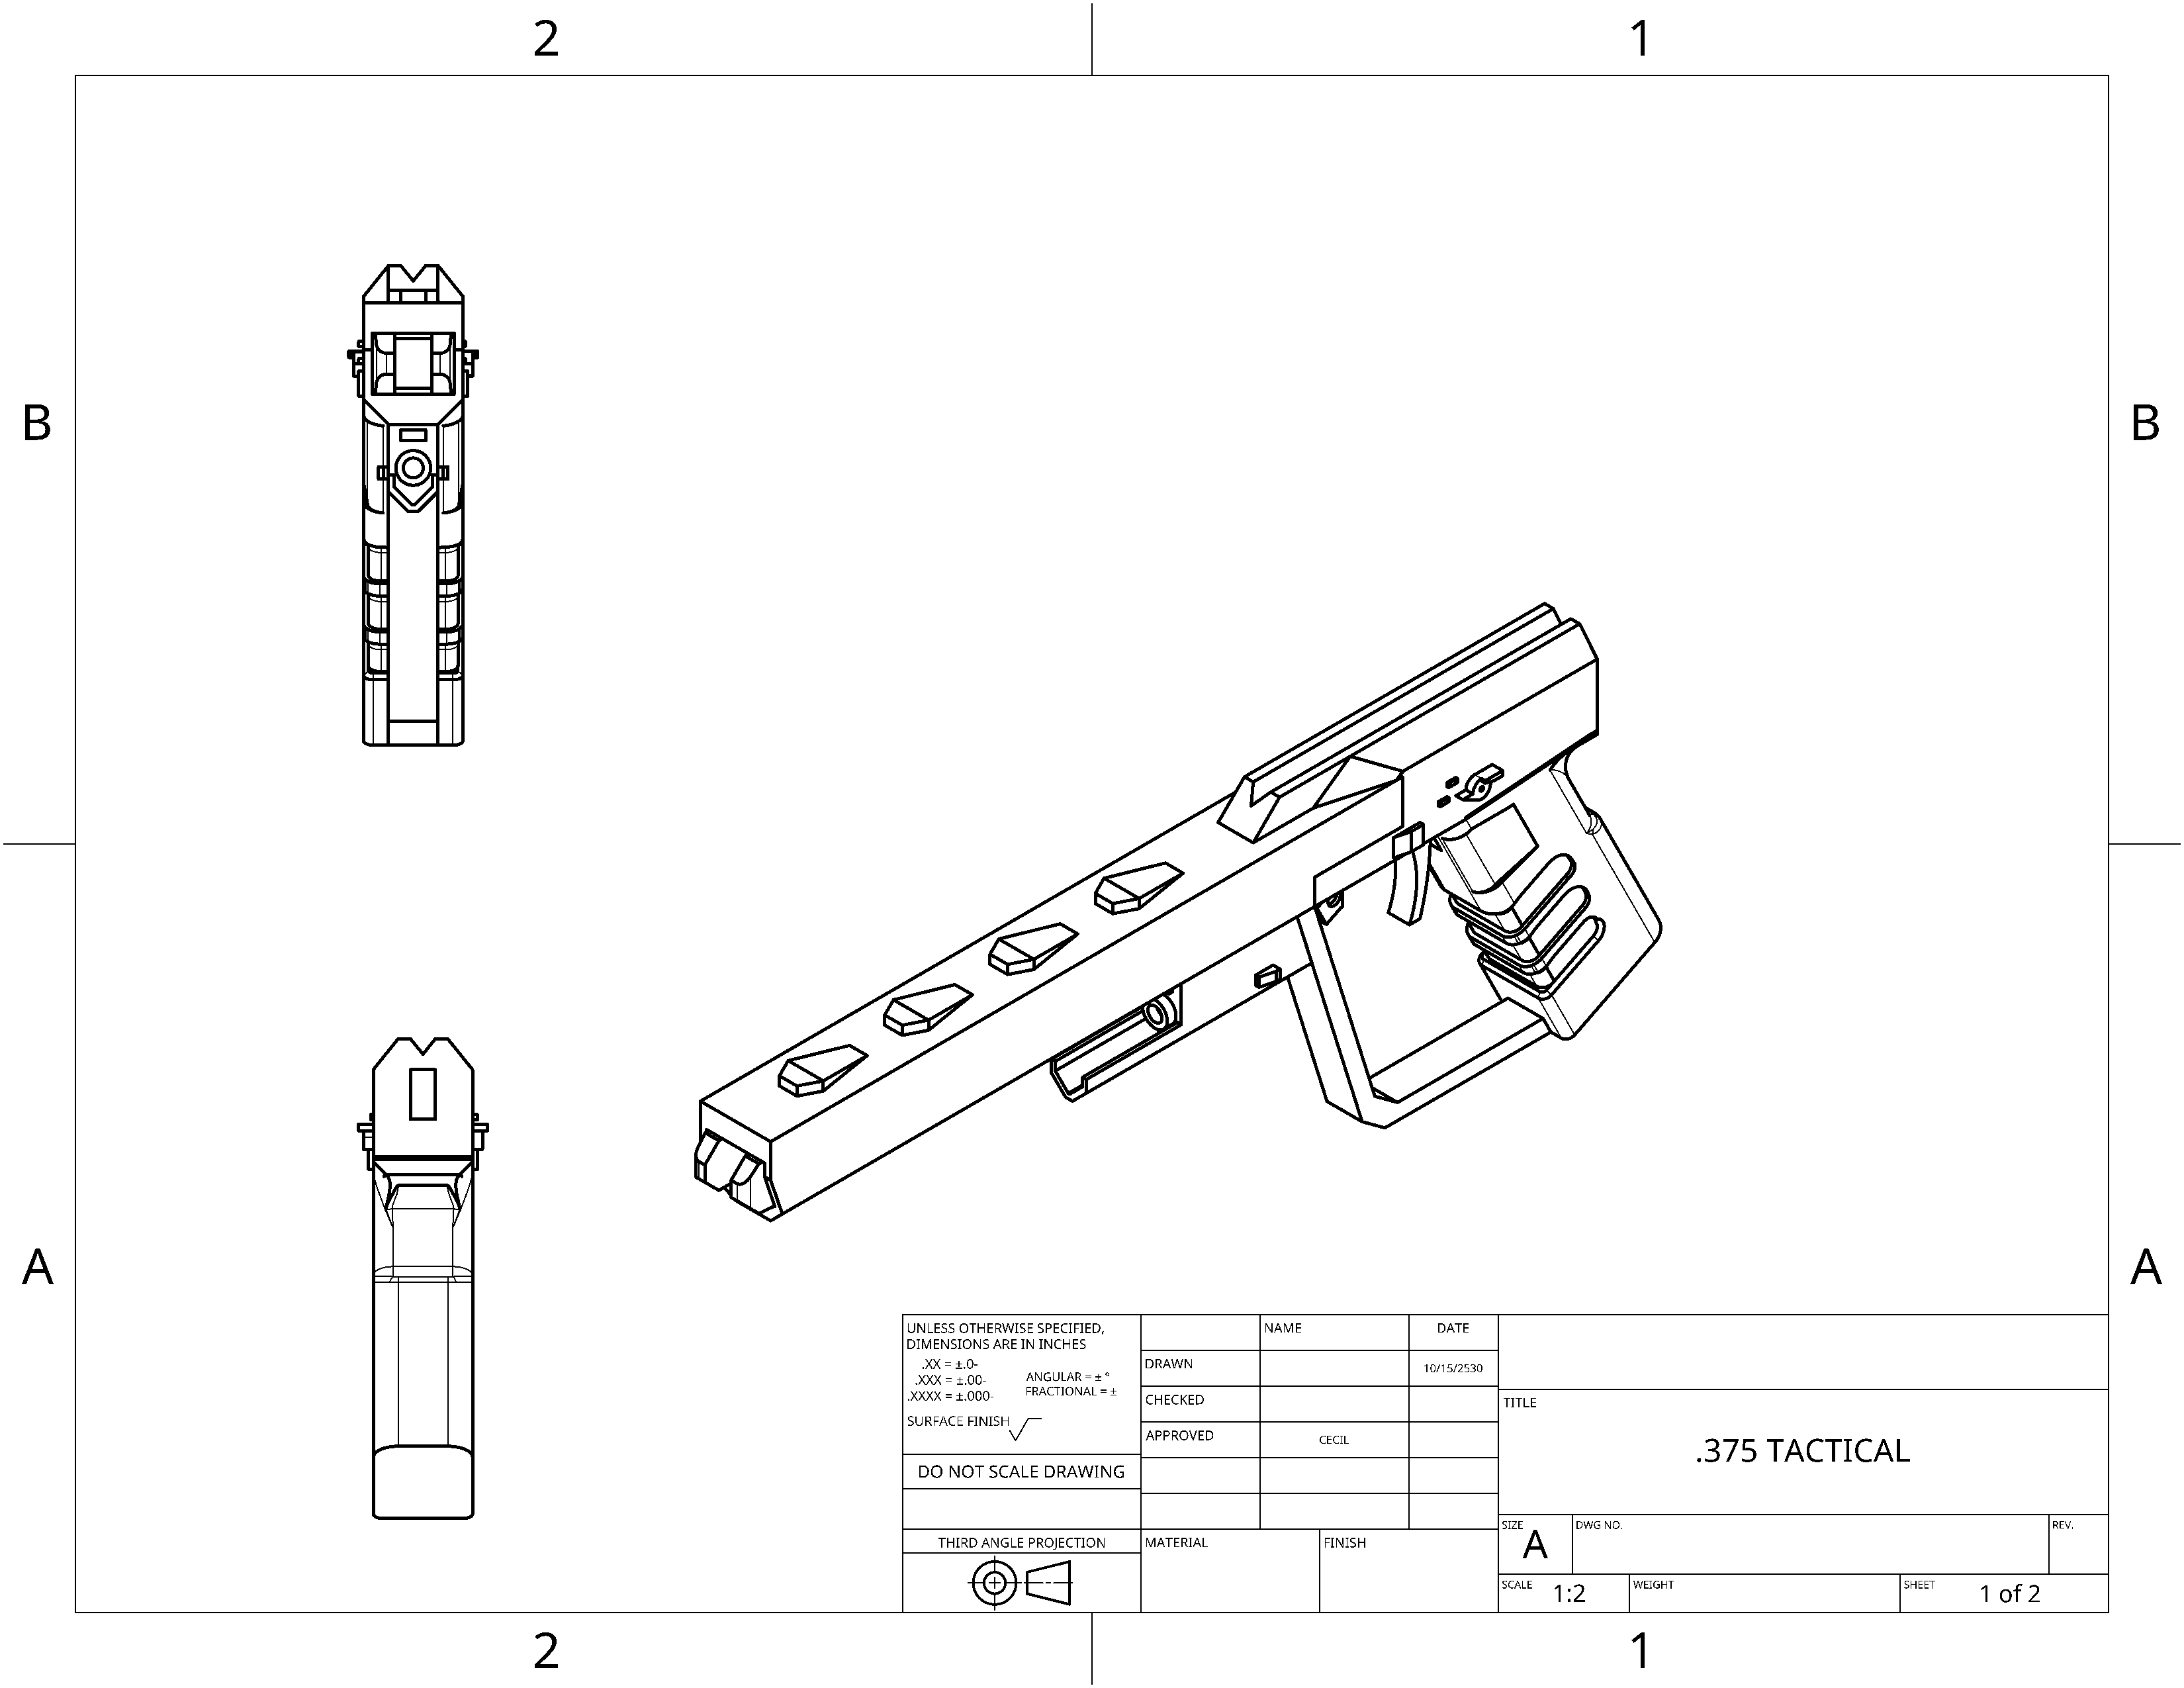 2 1
B B
A A
UNLESS OTHERWISE SPECIFIED,
DIMENSIONS ARE IN INCHES
.XX = ±.0-
.XXX = ±.00-
.XXXX = ±.000-
ANGULAR = ± °
FRACTIONAL = ±
SURFACE FINISH
DO NOT SCALE DRAWING
THIRD ANGLE PROJECTION
NAME DATE
DRAWN 10/15/2530
CHECKED
APPROVED CECIL
MATERIAL FINISH
TITLE
.375 TACTICAL
SIZE A DWG NO. REV.
SCALE 1:2 WEIGHT SHEET 1 of 2
2 1